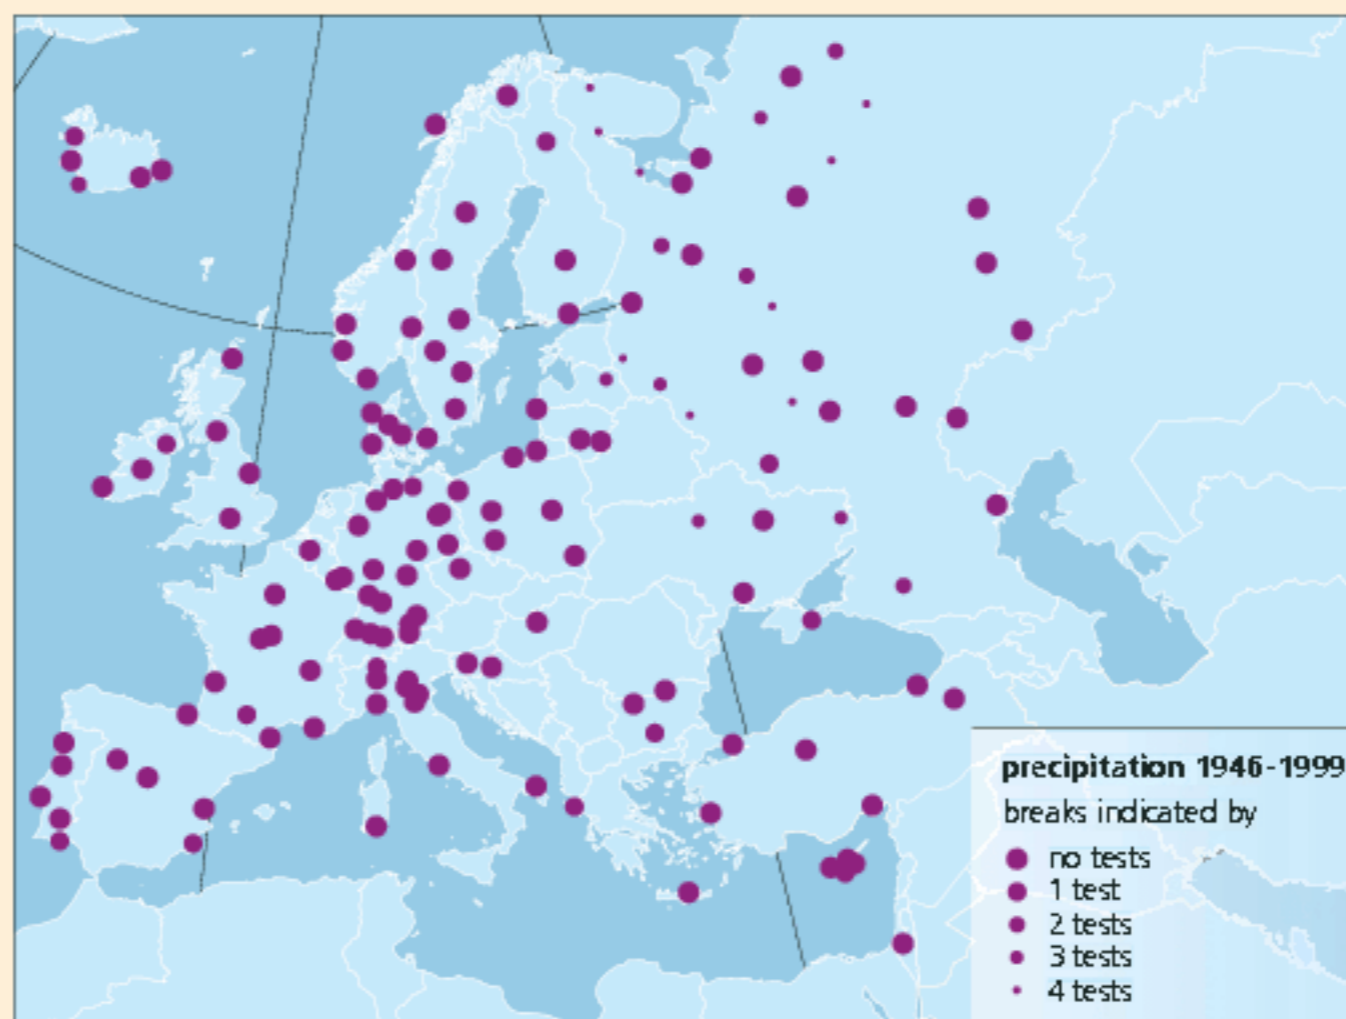 precipitation 1946-1999
breaks indicated by
no tests
1 test
2 tests
3 tests
4 tests